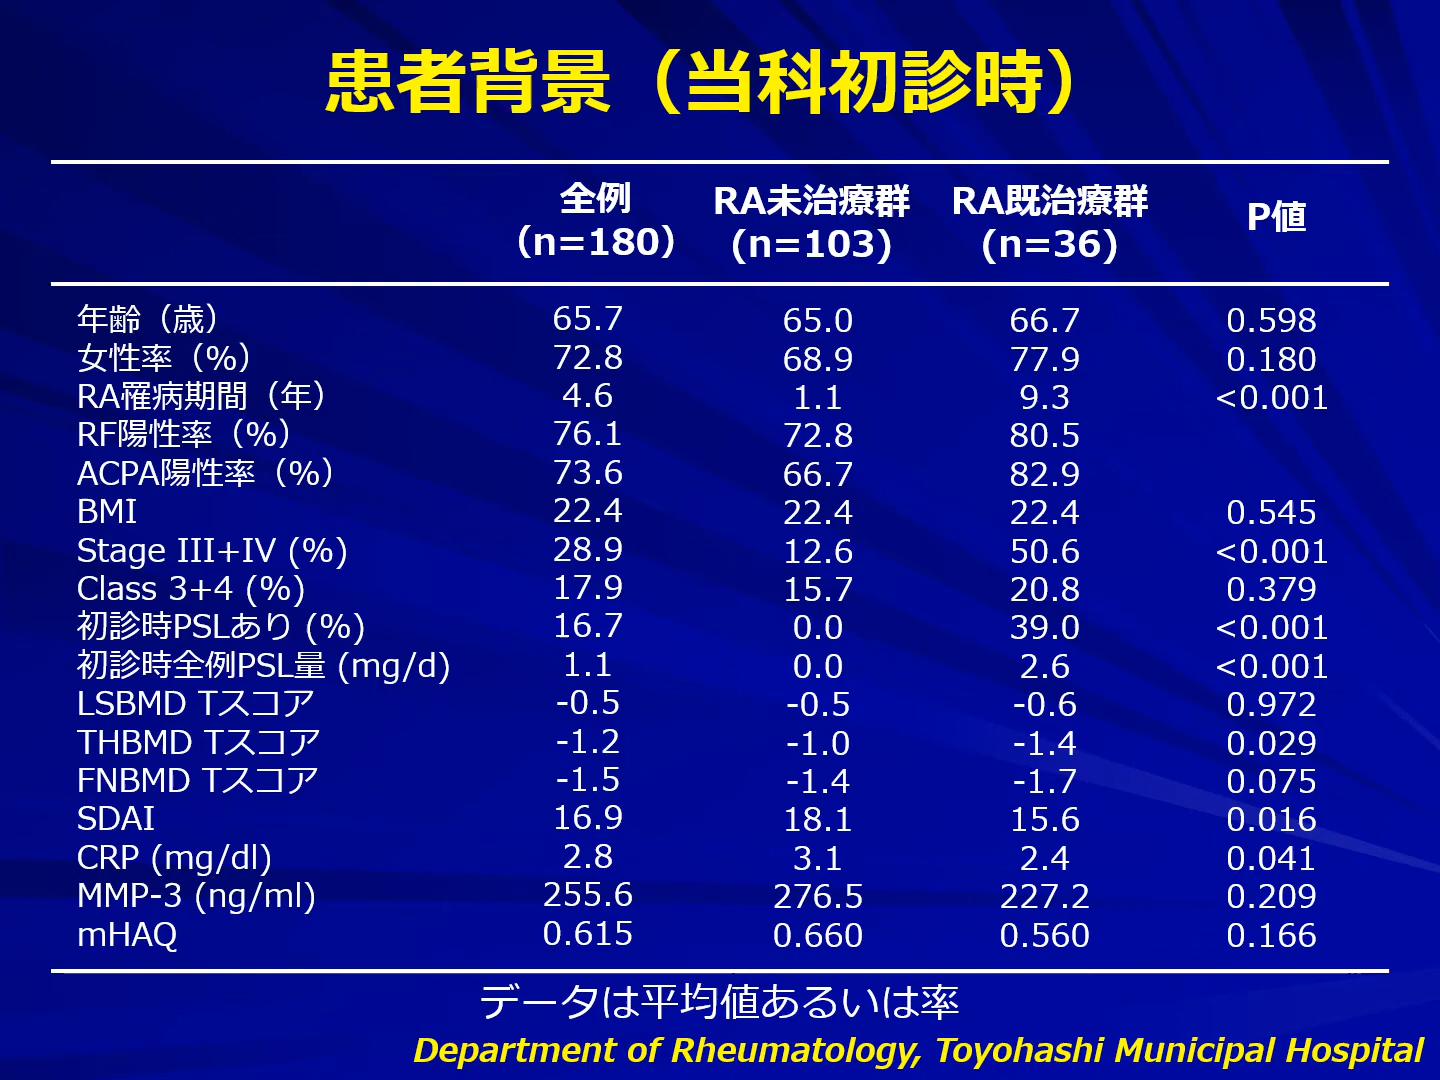 患者背景（当科初診時）
全例 RA未治療群 RA既治療群 P値
（n=180） (n=103) (n=36)
年齢（歳） 65.7 65.0 66.7 0.598
女性率（%） 72.8 68.9 77.9 0.180
RA罹病期間（年） 4.6 1.1 9.3 <0.001
RF陽性率（%） 76.1 72.8 80.5
ACPA陽性率（%） 73.6 66.7 82.9
BMI 22.4 22.4 22.4 0.545
Stage III+IV (%) 28.9 12.6 50.6 <0.001
Class 3+4 (%) 17.9 15.7 20.8 0.379
初診時PSLあり (%) 16.7 0.0 39.0 <0.001
初診時全例PSL量 (mg/d) 1.1 0.0 2.6 <0.001
LSBMD Tスコア -0.5 -0.5 -0.6 0.972
THBMD Tスコア -1.2 -1.0 -1.4 0.029
FNBMD Tスコア -1.5 -1.4 -1.7 0.075
SDAI 16.9 18.1 15.6 0.016
CRP (mg/dl) 2.8 3.1 2.4 0.041
MMP-3 (ng/ml) 255.6 276.5 227.2 0.209
mHAQ 0.615 0.660 0.560 0.166
データは平均値あるいは率
Department of Rheumatology, Toyohashi Municipal Hospital